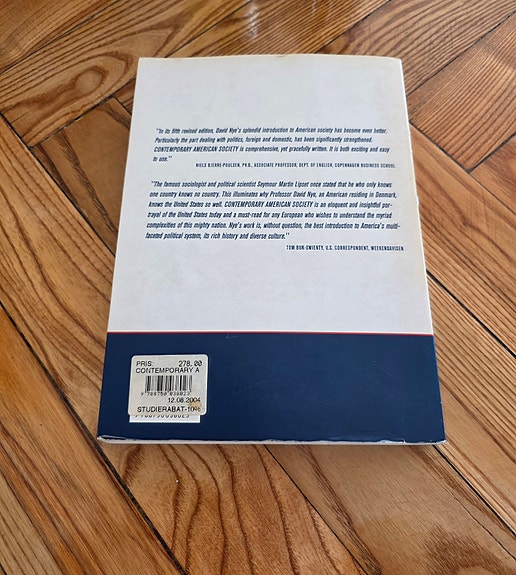 "In its fifth revised edition, David Nye's splendid introduction to American society has become even better.
Particularly the part dealing with politics, foreign and domestic, has been significantly strengthened.
CONTEMPORARY AMERICAN SOCIETY is comprehensive, yet gracefully written. It is both exciting and easy
to use."
NIELS BJERRE-POULSEN, PH.D., ASSOCIATE PROFESSOR, DEPT. OF ENGLISH, COPENHAGEN BUSINESS SCHOOL
"The famous sociologist and political scientist Seymour Martin Lipset once stated that he who only knows
one country knows no country. This illuminates why Professor David Nye, an American residing in Denmark,
knows the United States so well. CONTEMPORARY AMERICAN SOCIETY is an eloquent and insightful por-
trayal of the United States today and a must-read for any European who wishes to understand the myriad
complexities of this mighty nation. Nye's work is, without question, the best introduction to America's multi-
faceted political system, its rich history and diverse culture."
TOM BUK-SWIENTY, U.S. CORRESPONDENT, WEEKENDAVISEN
PRIS: 278,00
CONTEMPORARY A
9 788750 038023
12.08.2004
STUDIERABAT-10%